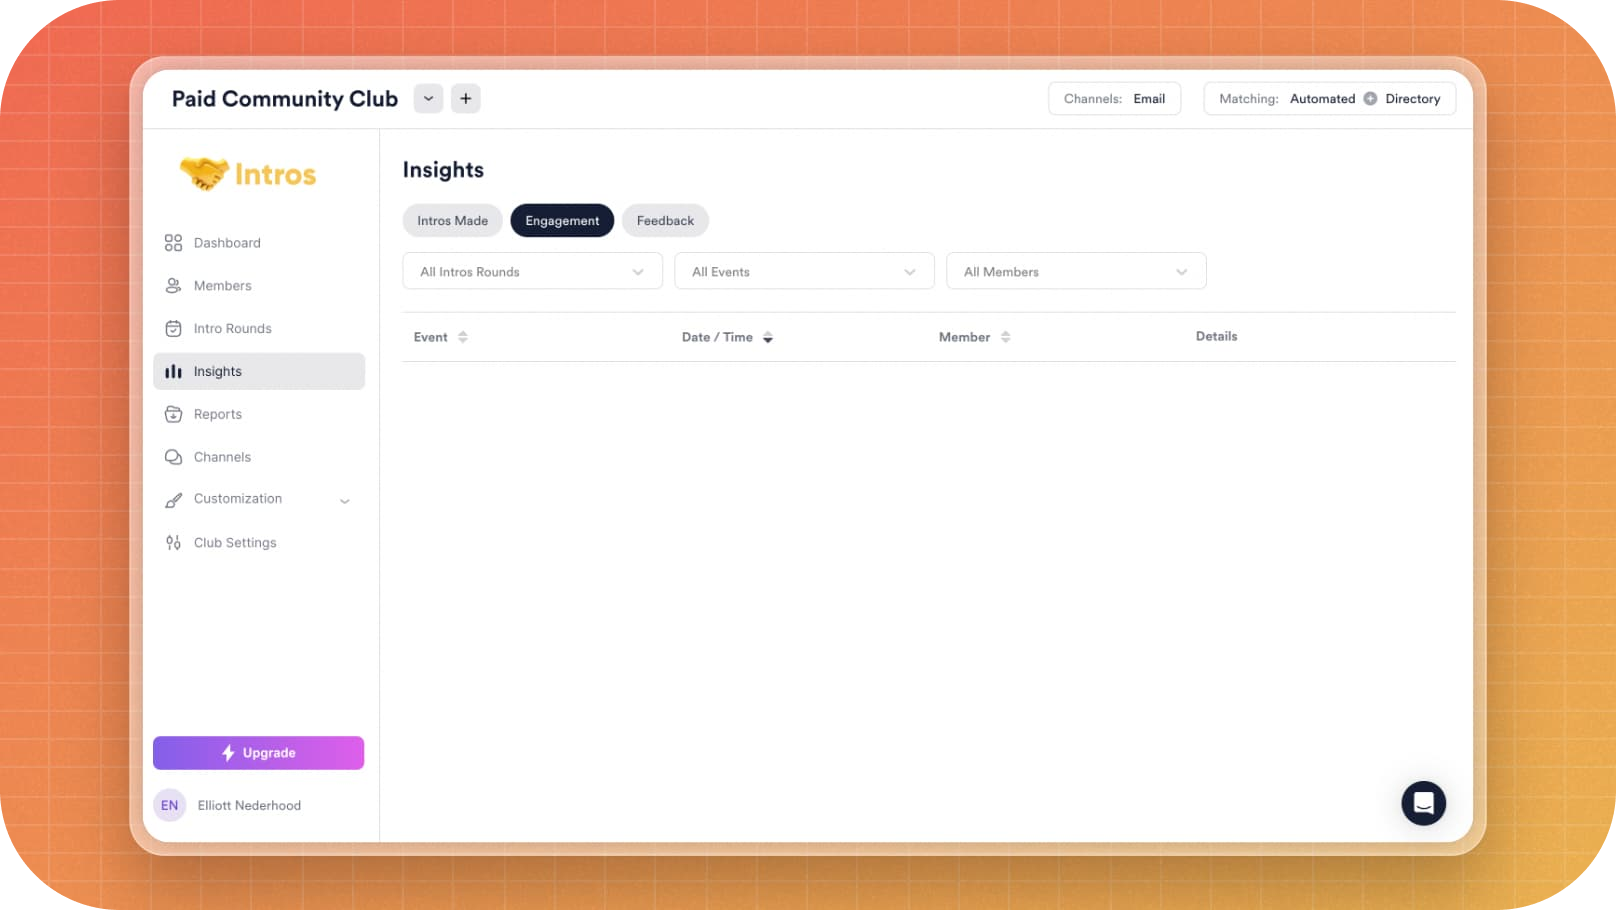 Paid Community Club
Channels: Email
Matching: Automated Directory
Intros
Dashboard
Members
Intro Rounds
Insights
Reports
Channels
Customization
Club Settings
Upgrade
EN
Elliott Nederhood
Insights
Intros Made
Engagement
Feedback
All Intros Rounds
All Events
All Members
Event
Date / Time
Member
Details